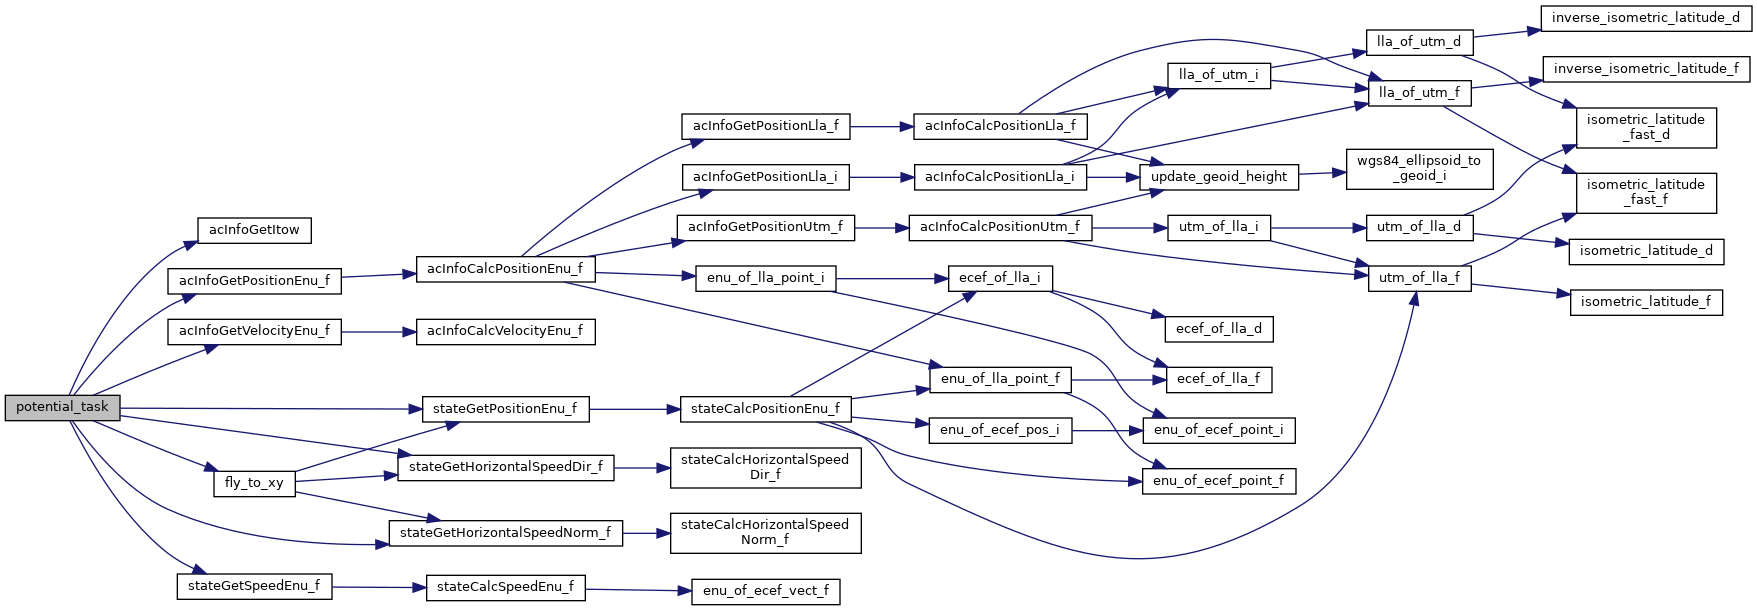 potential_task
acInfoGetItow
acInfoGetPositionEnu_f
acInfoGetVelocityEnu_f
stateGetPositionEnu_f
stateGetHorizontalSpeedDir_f
fly_to_xy
stateGetHorizontalSpeedNorm_f
stateGetSpeedEnu_f
acInfoCalcPositionEnu_f
acInfoCalcVelocityEnu_f
stateCalcSpeedEnu_f
acInfoGetPositionLla_f
acInfoGetPositionLla_i
acInfoGetPositionUtm_f
enu_of_lla_point_i
stateCalcPositionEnu_f
stateCalcHorizontalSpeed
Dir_f
stateCalcHorizontalSpeed
Norm_f
enu_of_ecef_vect_f
acInfoCalcPositionLla_f
acInfoCalcPositionLla_i
acInfoCalcPositionUtm_f
ecef_of_lla_i
enu_of_lla_point_f
enu_of_ecef_pos_i
lla_of_utm_i
update_geoid_height
utm_of_lla_i
ecef_of_lla_d
ecef_of_lla_f
enu_of_ecef_point_i
enu_of_ecef_point_f
lla_of_utm_d
lla_of_utm_f
wgs84_ellipsoid_to
_geoid_i
utm_of_lla_d
utm_of_lla_f
inverse_isometric_latitude_d
inverse_isometric_latitude_f
isometric_latitude
_fast_d
isometric_latitude
_fast_f
isometric_latitude_d
isometric_latitude_f